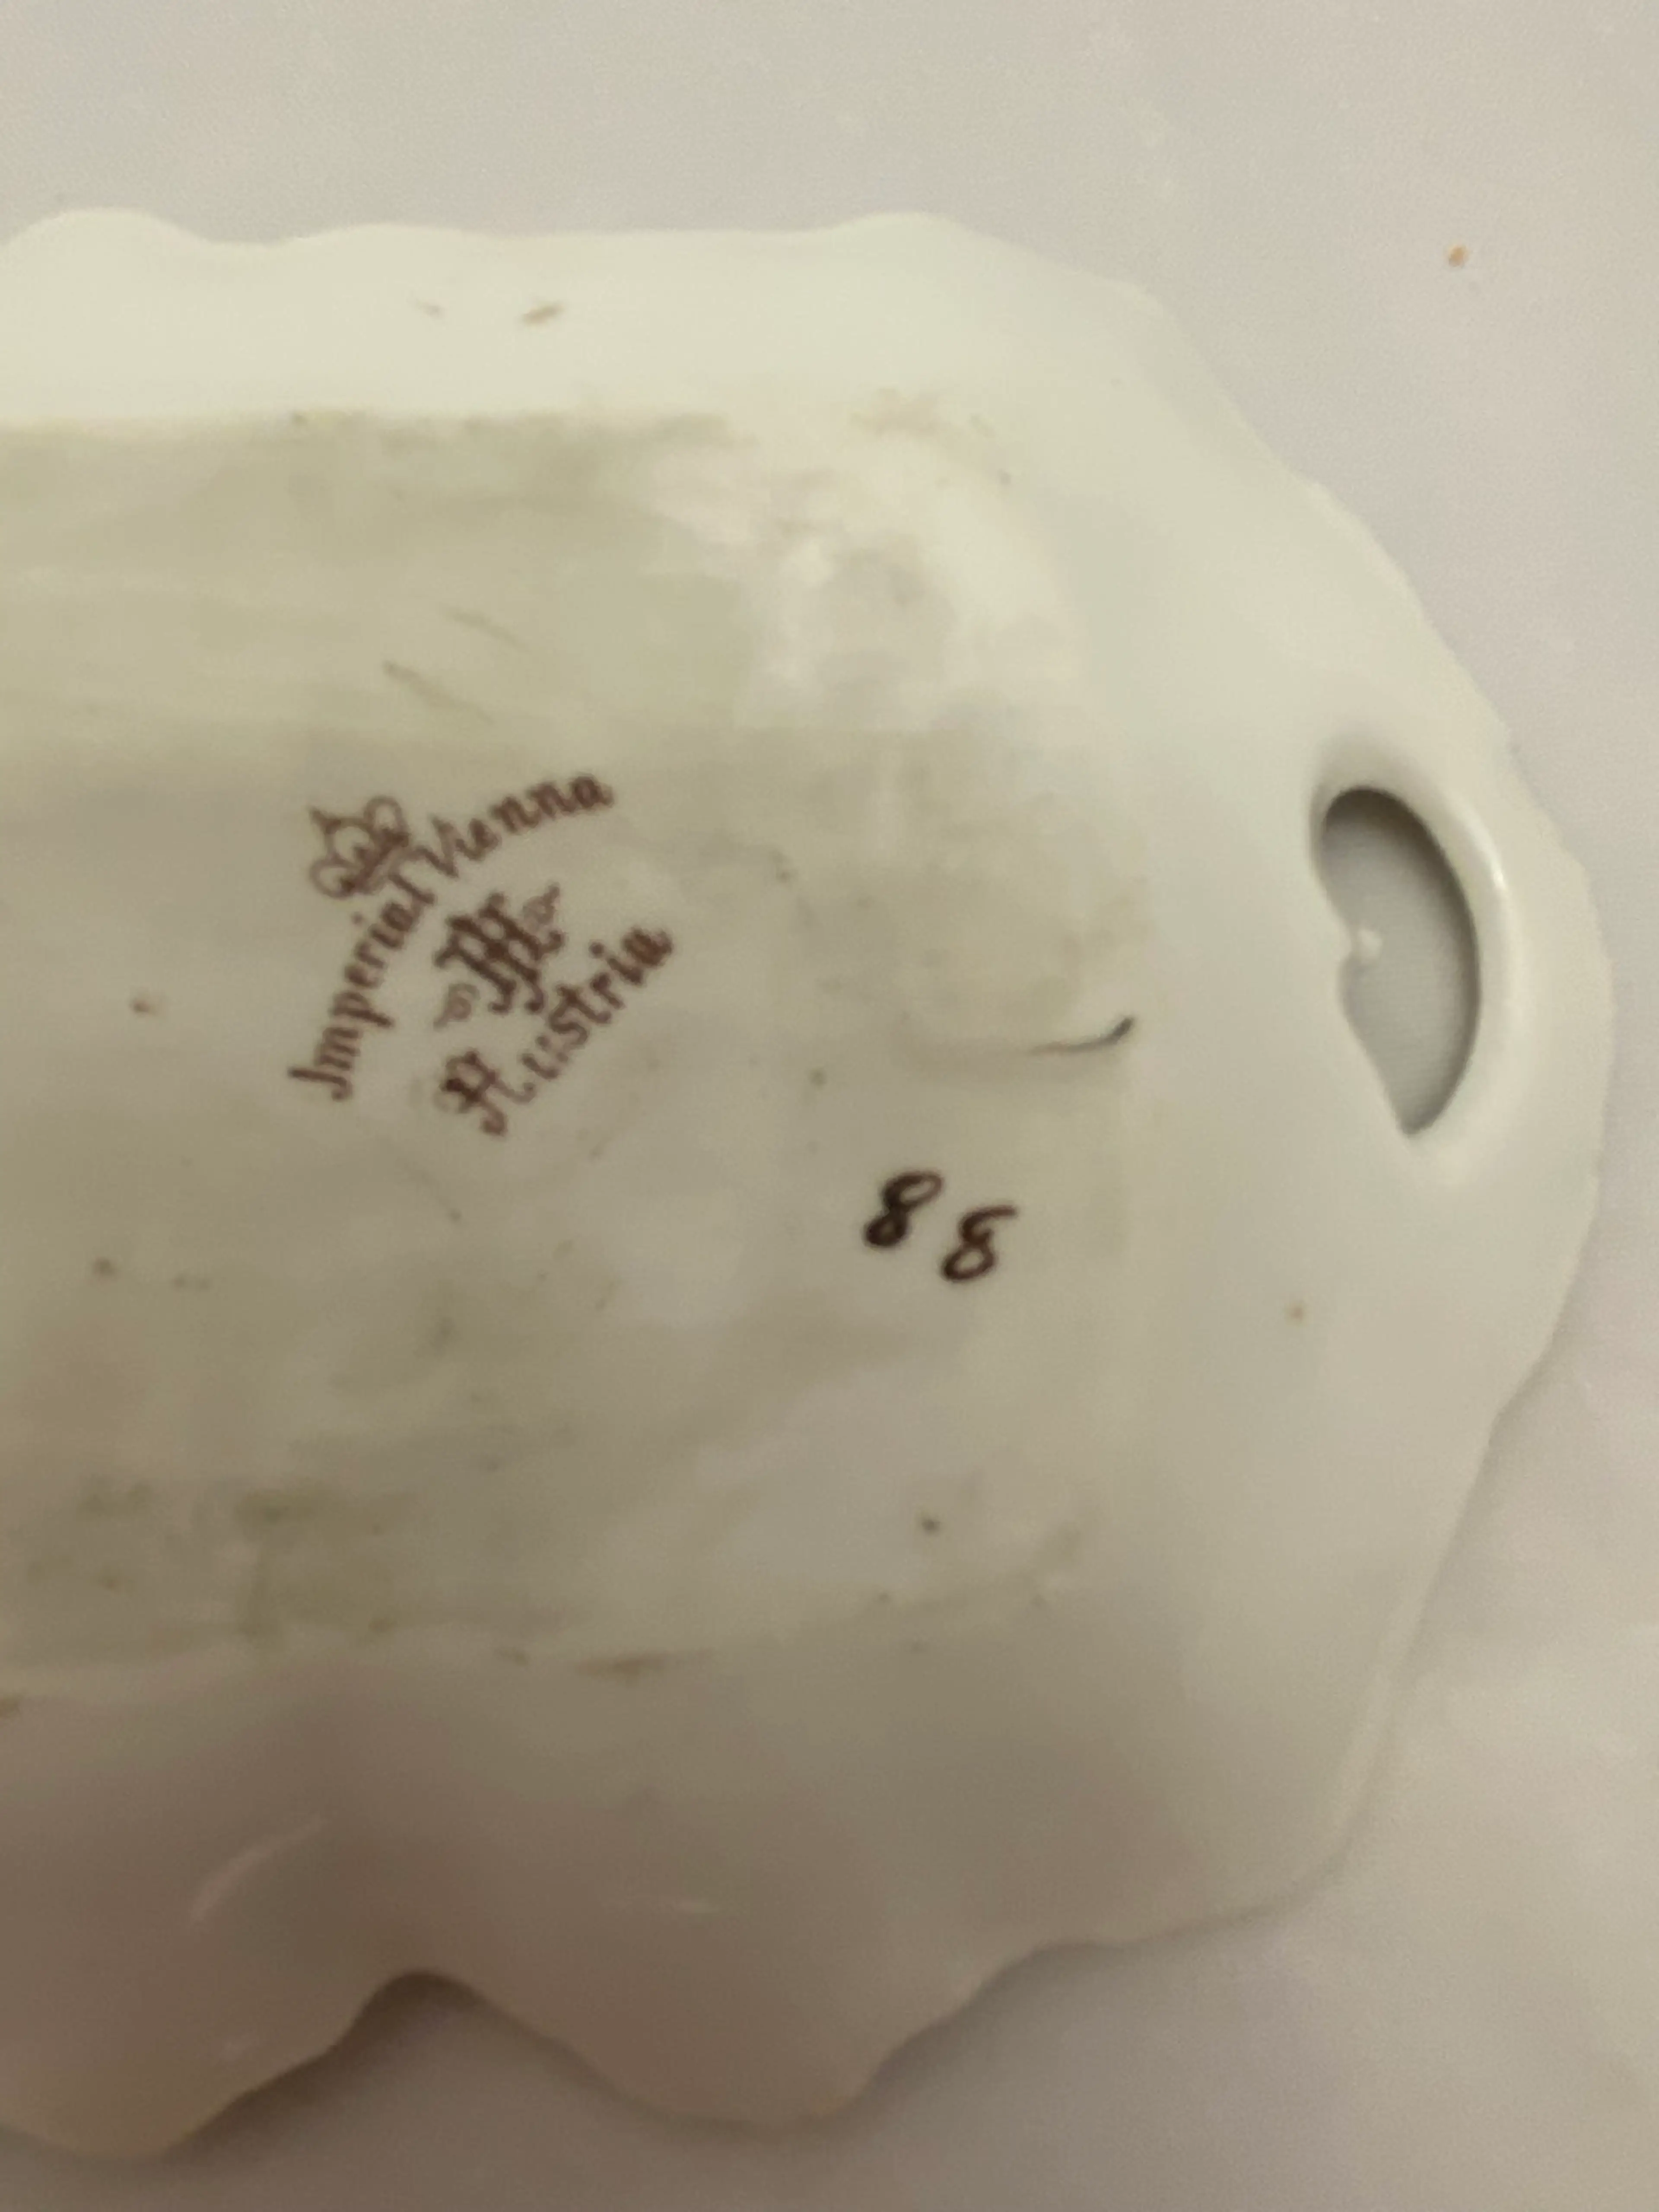 Imperial Vienna
Austria
88